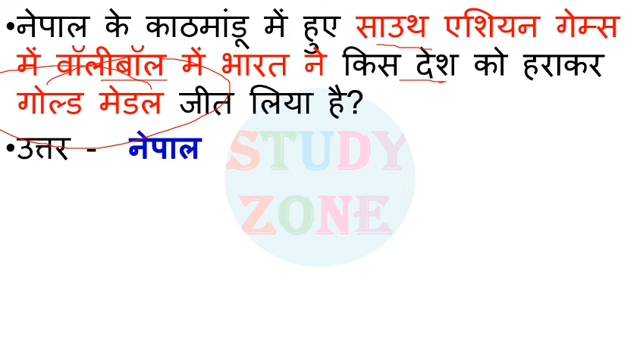 •नेपाल के काठमांडू में हुए साउथ एशियन गेम्स
में वॉलीबॉल में भारत ने किस देश को हराकर
गोल्ड मेडल जीत लिया है?
•उत्तर - नेपाल
STUDY
ZONE